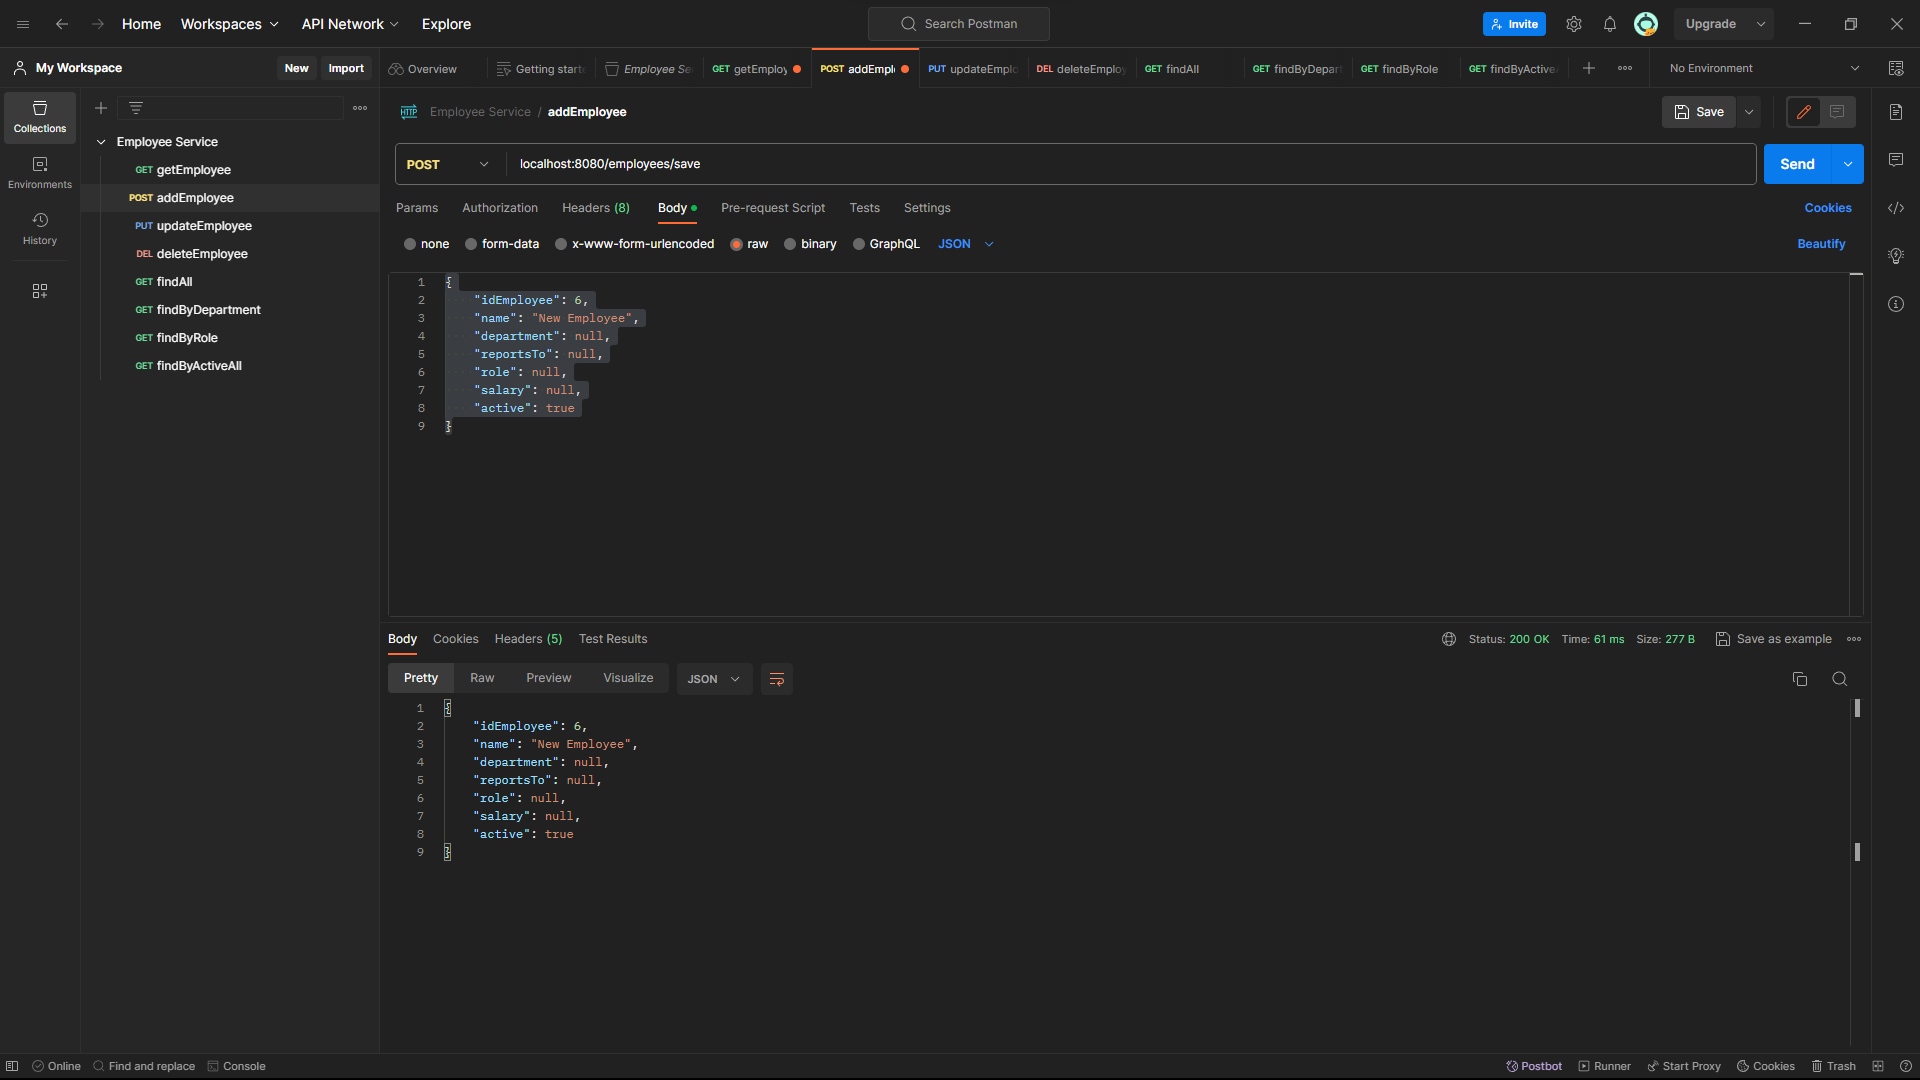 Home Workspaces API Network Explore Search Postman Invite Upgrade
My Workspace New Import Overview Getting start Employee Se GET getEmploy POST addEmpl PUT updateEmplo DEL deleteEmploy GET findAll GET findByDepar GET findByRole GET findByActive No Environment
Collections
Environments
History
Employee Service
GET getEmployee
POST addEmployee
PUT updateEmployee
DEL deleteEmployee
GET findAll
GET findByDepartment
GET findByRole
GET findByActiveAll
HTTP Employee Service / addEmployee Save
POST localhost:8080/employees/save Send
Params Authorization Headers (8) Body Pre-request Script Tests Settings Cookies
none form-data x-www-form-urlencoded raw binary GraphQL JSON Beautify
1 {
2 "idEmployee": 6,
3 "name": "New Employee",
4 "department": null,
5 "reportsTo": null,
6 "role": null,
7 "salary": null,
8 "active": true
9 }
Body Cookies Headers (5) Test Results Status: 200 OK Time: 61 ms Size: 277 B Save as example
Pretty Raw Preview Visualize JSON
1 {
2 "idEmployee": 6,
3 "name": "New Employee",
4 "department": null,
5 "reportsTo": null,
6 "role": null,
7 "salary": null,
8 "active": true
9 }
Online Find and replace Console Postbot Runner Start Proxy Cookies Trash